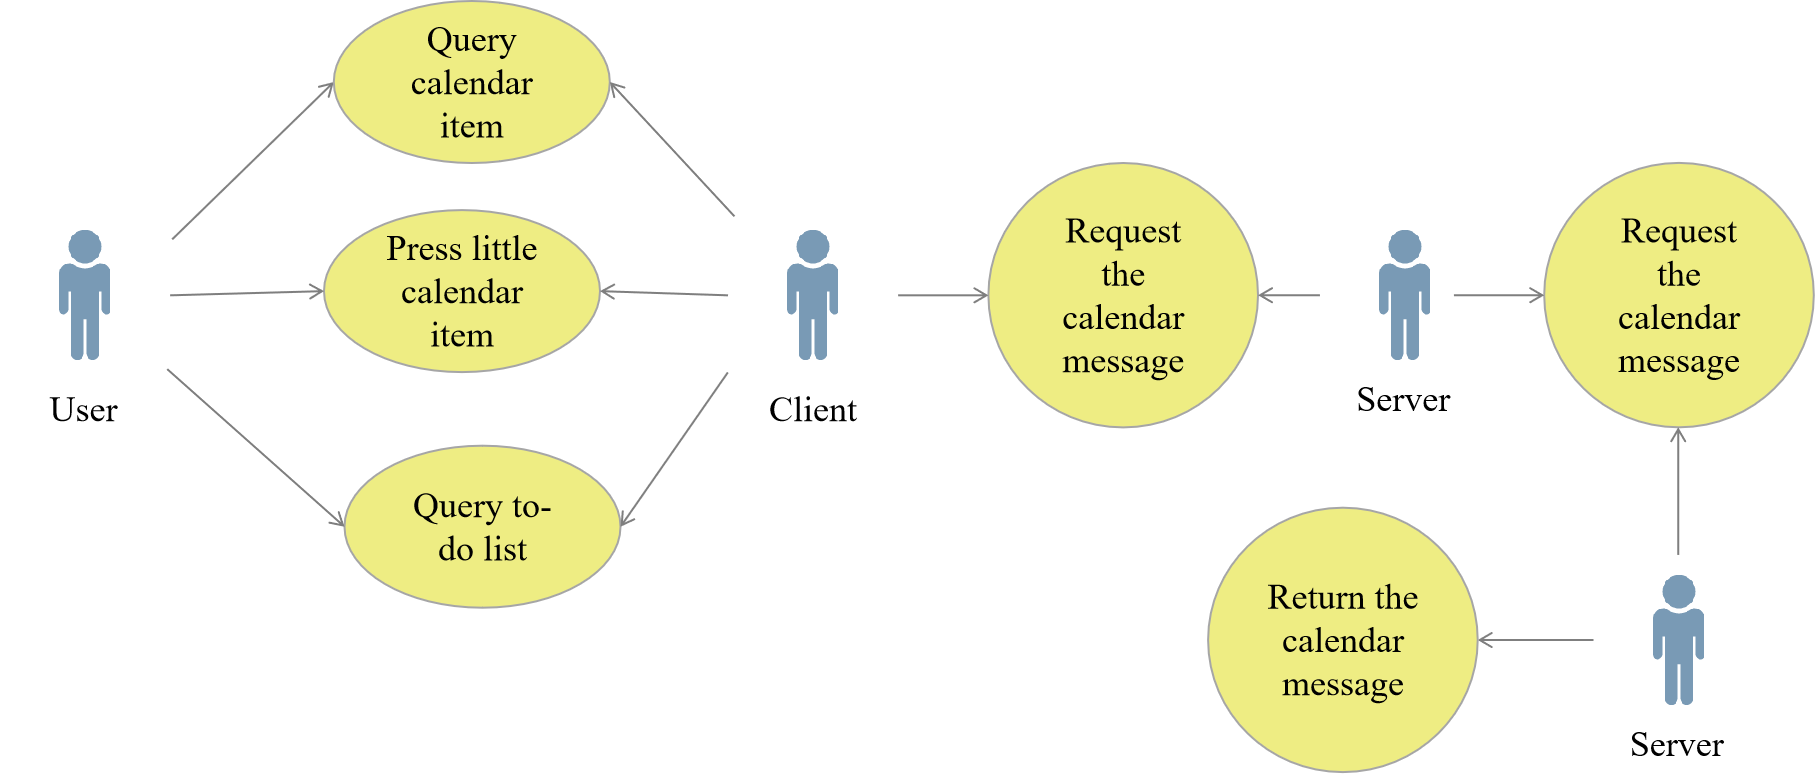 Query
calendar
item
Press little
calendar
item
Query to-
do list
User
Client
Request
the
calendar
message
Server
Request
the
calendar
message
Return the
calendar
message
Server